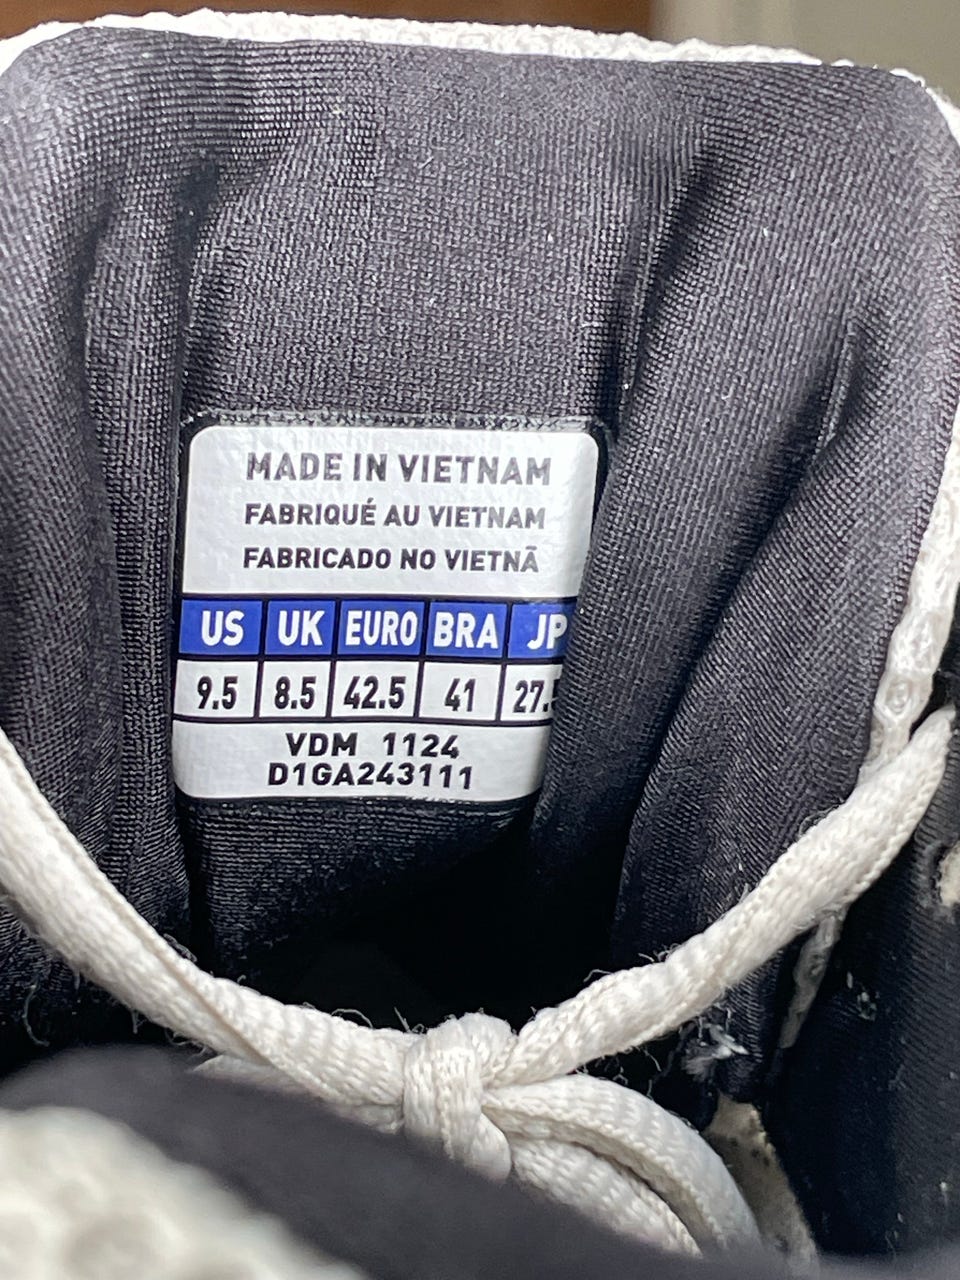 MADE IN VIETNAM
FABRIQUÉ AU VIETNAM
FABRICADO NO VIETNÃ
US UK EURO BRA JP
9.5 8.5 42.5 41
VDM 1124
D1GA243111